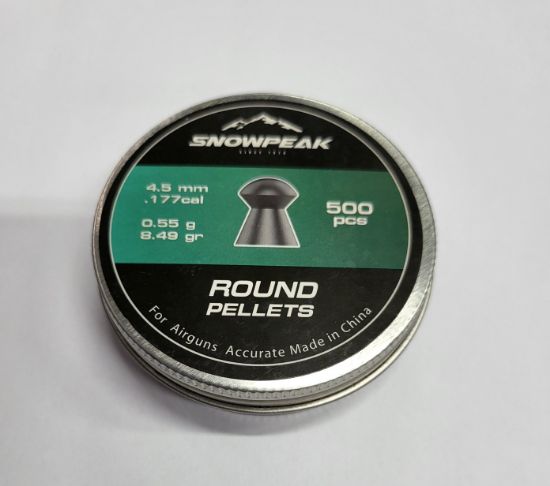 SNOWPEAK
4.5 mm
.177cal
0.55 g
8.49 gr
500
pcs
ROUND
PELLETS
For Airguns Accurate Made in China